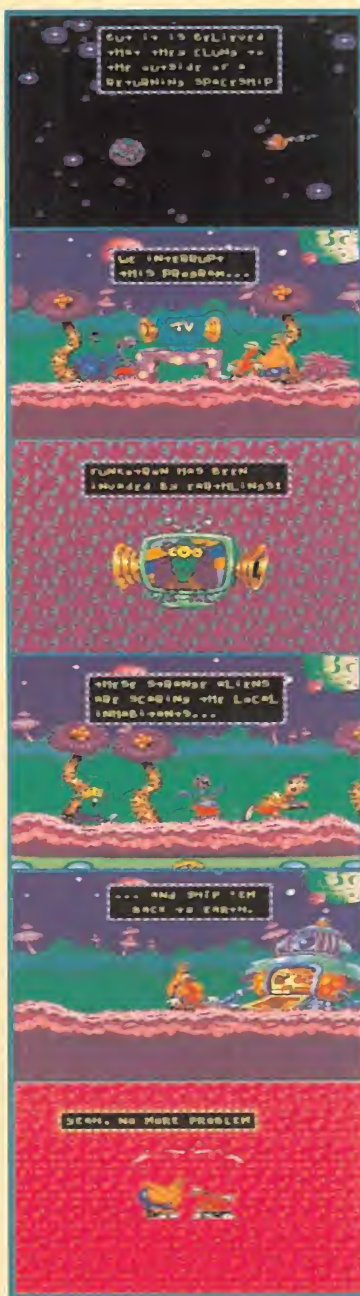 BUT IT IS BELIEVED
THAT THEY CLUNG TO
THE OUTSIDE OF A
RETURNING SPACESHIP
WE INTERRUPT
THIS PROGRAM...
TV
FUNKOTRON HAS BEEN
INVADED BY EARTHLINGS!
THESE STRANGE ALIENS
ARE SCARING THE LOCAL
INHABITANTS...
... AND SHIP 'EM
BACK TO EARTH.
YEAH, NO MORE PROBLEM